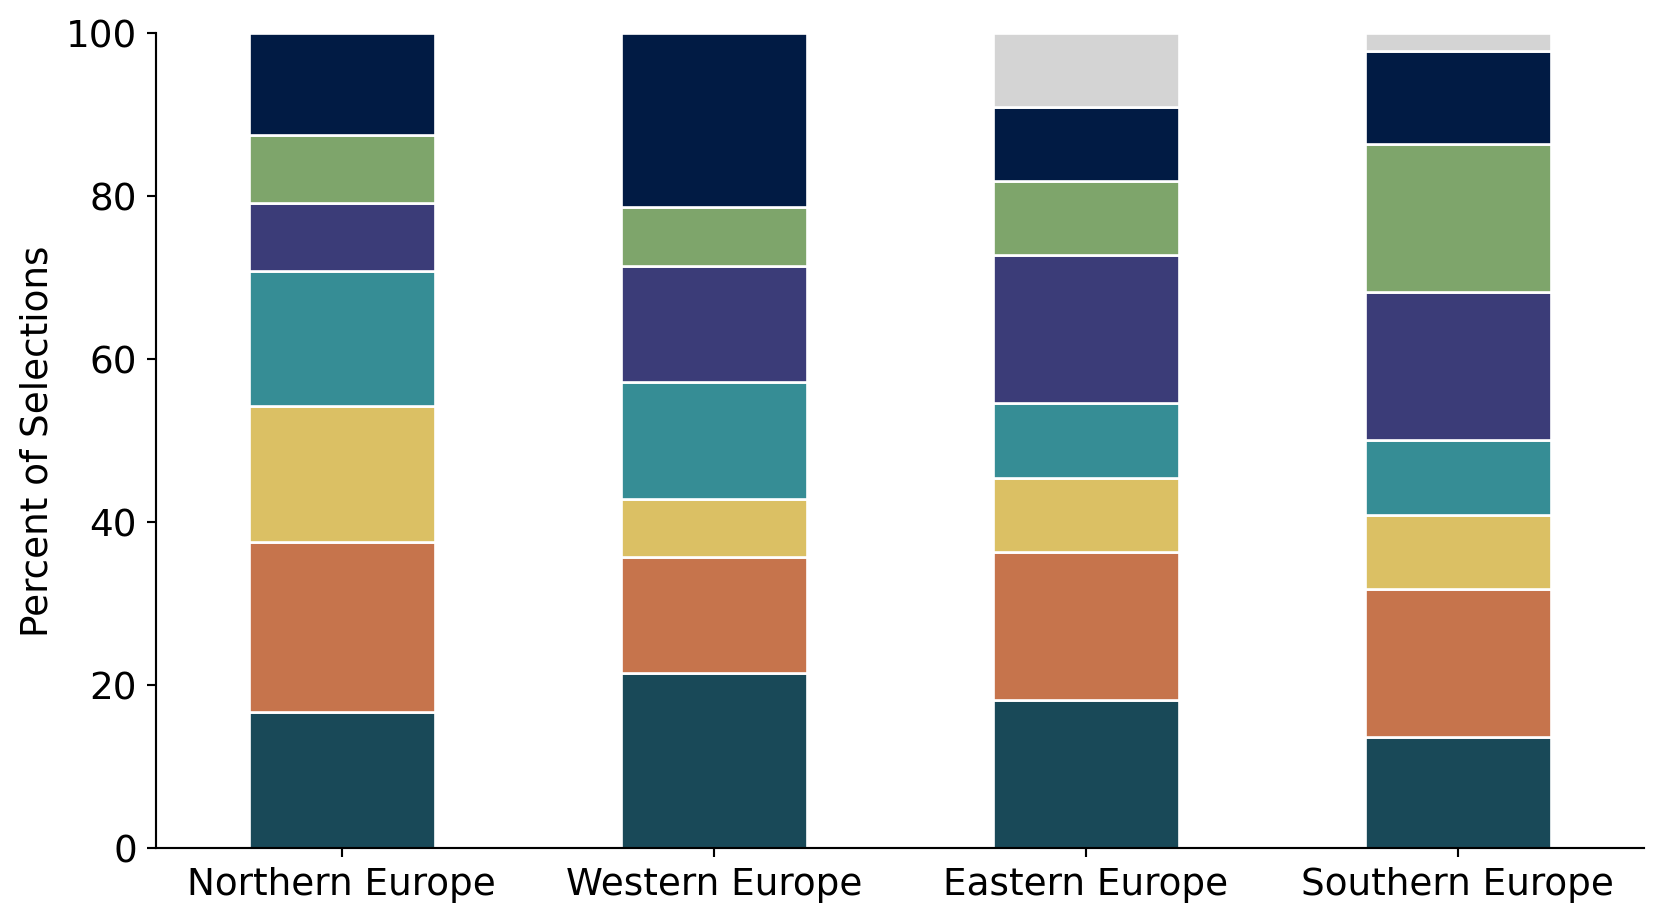 Percent of Selections
100
80
60
40
20
0
Northern Europe
Western Europe
Eastern Europe
Southern Europe